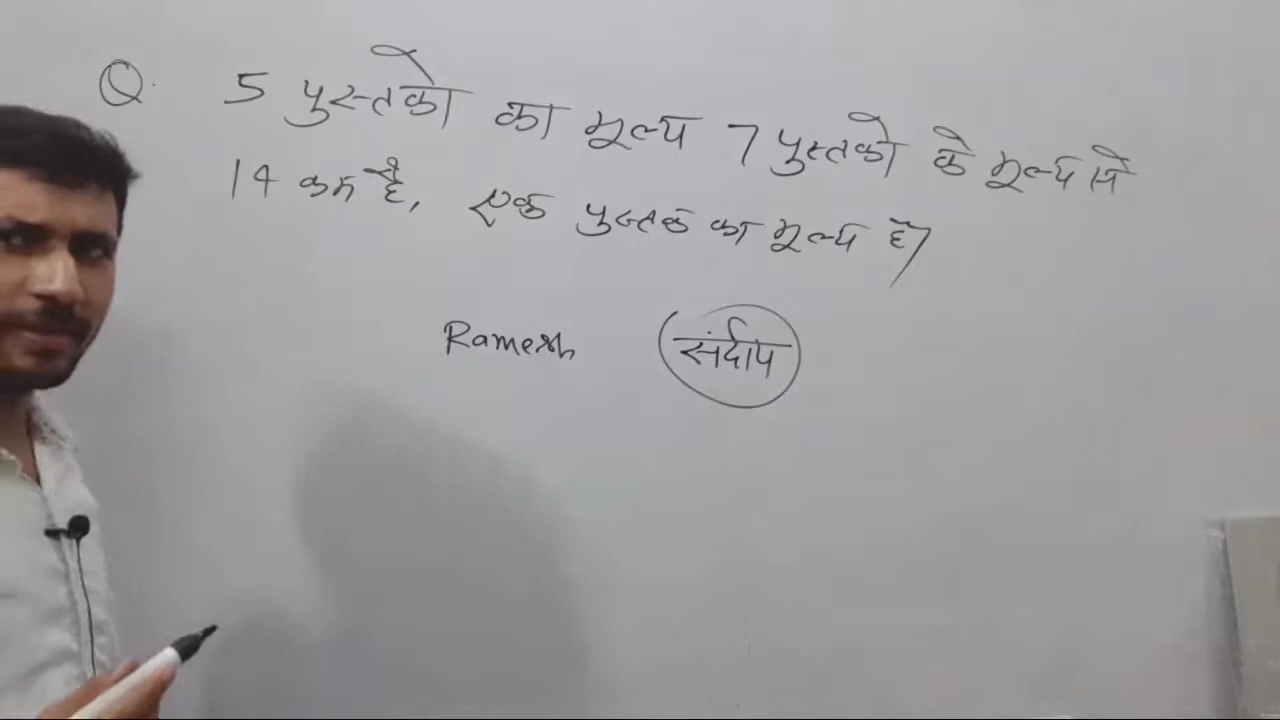 Q. 5 पुस्तकों का मूल्य 7 पुस्तकों के मूल्य से
14 कम है, एक पुस्तक का मूल्य है?
Ramesh संदीप